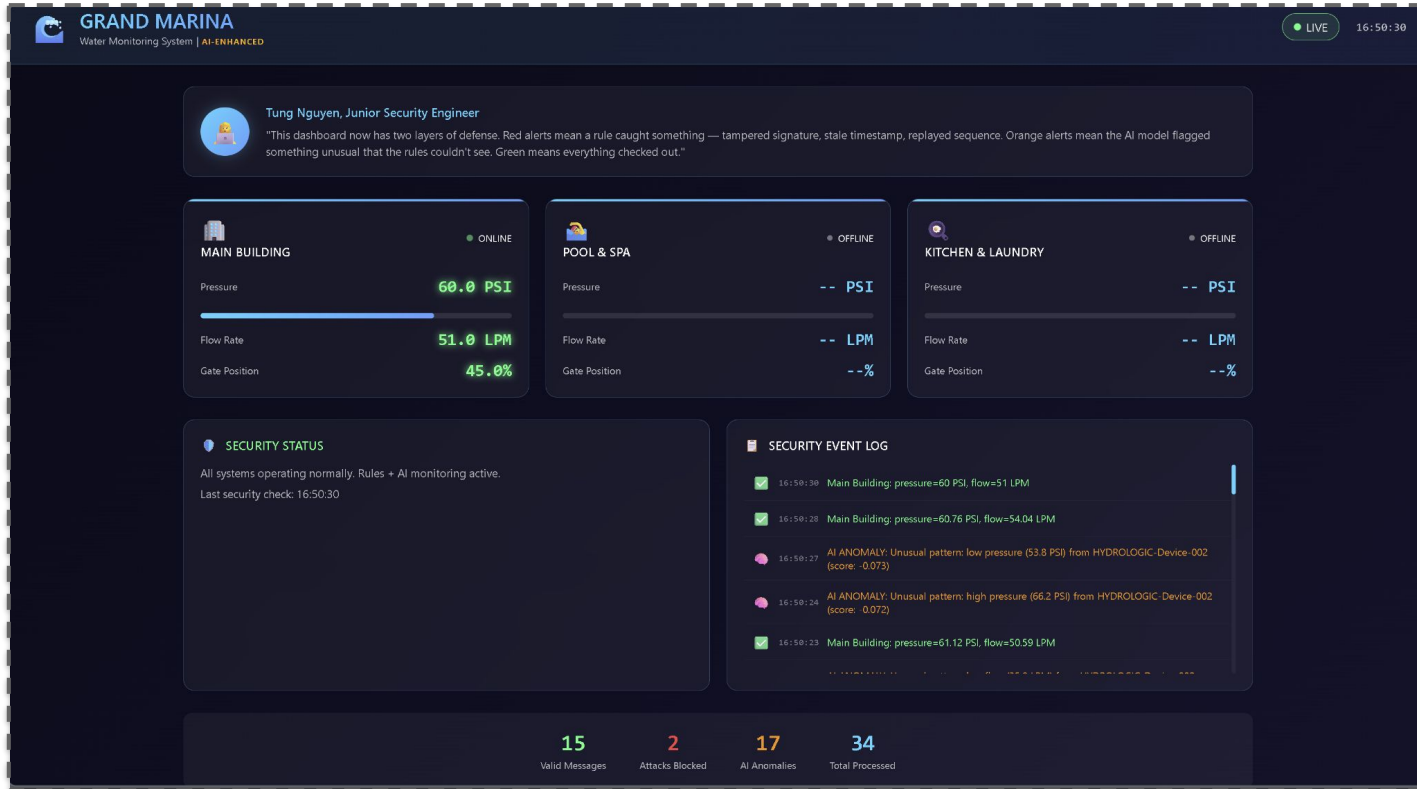 GRAND MARINA
Water Monitoring System | AI-ENHANCED
LIVE
16:50:30
Tung Nguyen, Junior Security Engineer
"This dashboard now has two layers of defense. Red alerts mean a rule caught something — tampered signature, stale timestamp, replayed sequence. Orange alerts mean the AI model flagged
something unusual that the rules couldn't see. Green means everything checked out."
MAIN BUILDING
ONLINE
Pressure
60.0 PSI
Flow Rate
51.0 LPM
Gate Position
45.0%
POOL & SPA
OFFLINE
Pressure
-- PSI
Flow Rate
-- LPM
Gate Position
--%
KITCHEN & LAUNDRY
OFFLINE
Pressure
-- PSI
Flow Rate
-- LPM
Gate Position
--%
SECURITY STATUS
All systems operating normally. Rules + AI monitoring active.
Last security check: 16:50:30
SECURITY EVENT LOG
16:50:30 Main Building: pressure=60 PSI, flow=51 LPM
16:50:28 Main Building: pressure=60.76 PSI, flow=54.04 LPM
16:50:27 AI ANOMALY: Unusual pattern: low pressure (53.8 PSI) from HYDROLOGIC-Device-002
(score: -0.073)
16:50:24 AI ANOMALY: Unusual pattern: high pressure (66.2 PSI) from HYDROLOGIC-Device-002
(score: -0.072)
16:50:23 Main Building: pressure=61.12 PSI, flow=50.59 LPM
15
Valid Messages
2
Attacks Blocked
17
AI Anomalies
34
Total Processed